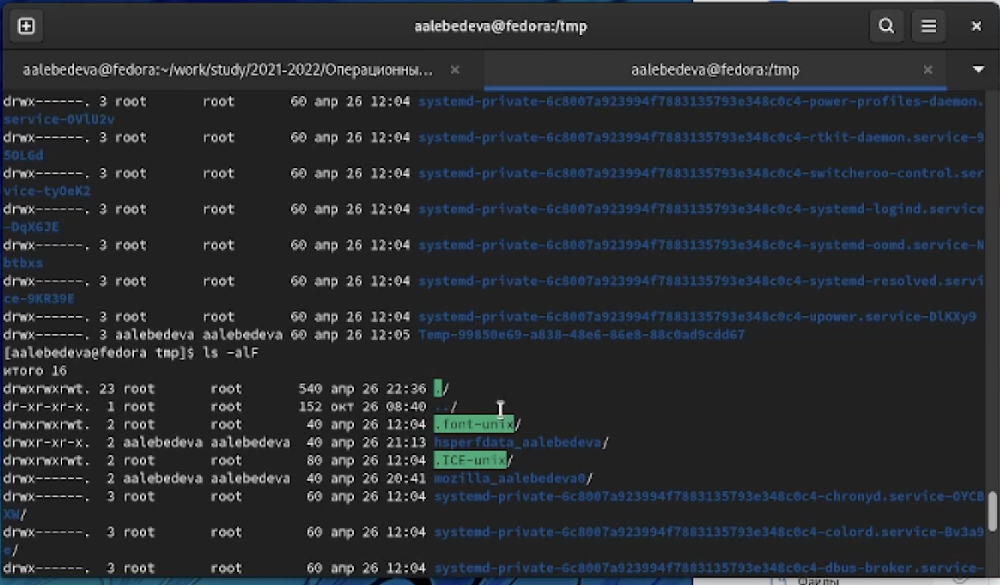 aalebedeva@fedora:/tmp
aalebedeva@fedora:~/work/study/2021-2022/Операционны... aalebedeva@fedora:/tmp
drwx------. 3 root root 60 апр 26 12:04 systemd-private-6c8007a923994f7883135793e348c0c4-power-profiles-daemon.
service-OVlU2v
drwx------. 3 root root 60 апр 26 12:04 systemd-private-6c8007a923994f7883135793e348c0c4-rtkit-daemon.service-9
5OLGd
drwx------. 3 root root 60 апр 26 12:04 systemd-private-6c8007a923994f7883135793e348c0c4-switcheroo-control.ser
vice-tyOeK2
drwx------. 3 root root 60 апр 26 12:04 systemd-private-6c8007a923994f7883135793e348c0c4-systemd-logind.service
-DqX6JE
drwx------. 3 root root 60 апр 26 12:04 systemd-private-6c8007a923994f7883135793e348c0c4-systemd-oomd.service-N
btbxs
drwx------. 3 root root 60 апр 26 12:04 systemd-private-6c8007a923994f7883135793e348c0c4-systemd-resolved.servi
ce-9KR39E
drwx------. 3 root root 60 апр 26 12:04 systemd-private-6c8007a923994f7883135793e348c0c4-upower.service-DlKXy9
drwx------. 3 aalebedeva aalebedeva 60 апр 26 12:05 Temp-99850e69-a838-48e6-86e8-88c0ad9cdd67
[aalebedeva@fedora tmp]$ ls -alF
итого 16
drwxrwxrwt. 23 root root 540 апр 26 22:36 ./
dr-xr-xr-x. 1 root root 152 окт 26 08:40 ../
drwxrwxrwt. 2 root root 40 апр 26 12:04 .font-unix/
drwxr-xr-x. 2 aalebedeva aalebedeva 40 апр 26 21:13 hsperfdata_aalebedeva/
drwxrwxrwt. 2 root root 80 апр 26 12:04 .ICE-unix/
drwx------. 2 aalebedeva aalebedeva 40 апр 26 20:41 mozilla_aalebedeva0/
drwx------. 3 root root 60 апр 26 12:04 systemd-private-6c8007a923994f7883135793e348c0c4-chronyd.service-OYCB
XW/
drwx------. 3 root root 60 апр 26 12:04 systemd-private-6c8007a923994f7883135793e348c0c4-colord.service-Bv3a9
e/
drwx------. 3 root root 60 апр 26 12:04 systemd-private-6c8007a923994f7883135793e348c0c4-dbus-broker.service-
Файлы